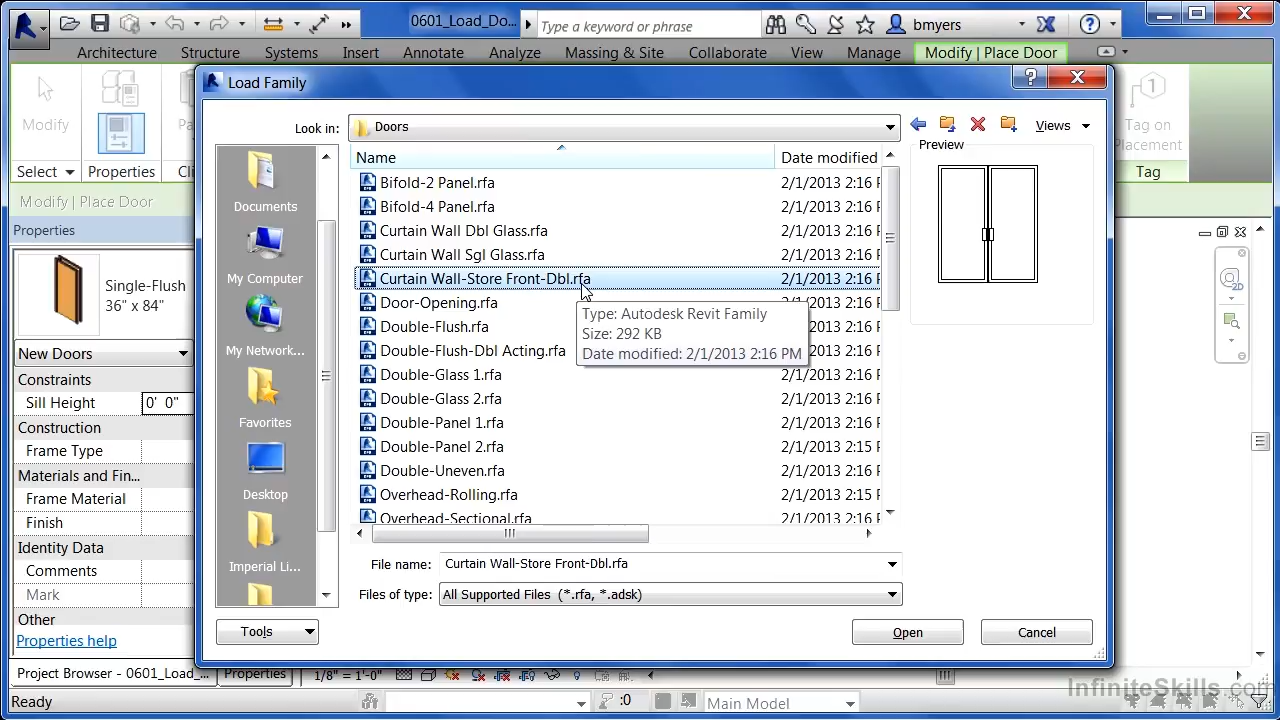 0601_Load_Do...
Type a keyword or phrase
bmyers
Architecture
Structure
Systems
Insert
Annotate
Analyze
Massing & Site
Collaborate
View
Manage
Modify | Place Door
Modify
Select
Properties
Tag on
Placement
Tag
Modify | Place Door
Properties
Single-Flush
36" x 84"
New Doors
Constraints
Sill Height
0' 0"
Construction
Frame Type
Materials and Fin...
Frame Material
Finish
Identity Data
Comments
Mark
Other
Properties help
Project Browser - 0601_Load_...
Properties
1/8" = 1'-0"
Ready
:0
Main Model
Load Family
Look in:
Doors
Views
Documents
My Computer
My Network...
Favorites
Desktop
Imperial Li...
Name
Date modified
Bifold-2 Panel.rfa
2/1/2013 2:16 P
Bifold-4 Panel.rfa
2/1/2013 2:16 P
Curtain Wall Dbl Glass.rfa
2/1/2013 2:16 P
Curtain Wall Sgl Glass.rfa
2/1/2013 2:16 P
Curtain Wall-Store Front-Dbl.rfa
2/1/2013 2:16 P
Door-Opening.rfa
Double-Flush.rfa
Double-Flush-Dbl Acting.rfa
Type: Autodesk Revit Family
Size: 292 KB
Date modified: 2/1/2013 2:16 PM
Double-Glass 1.rfa
2/1/2013 2:16 P
Double-Glass 2.rfa
2/1/2013 2:16 P
Double-Panel 1.rfa
2/1/2013 2:16 P
Double-Panel 2.rfa
2/1/2013 2:15 P
Double-Uneven.rfa
2/1/2013 2:16 P
Overhead-Rolling.rfa
2/1/2013 2:15 P
Overhead-Sectional.rfa
2/1/2013 2:16 P
Preview
File name:
Curtain Wall-Store Front-Dbl.rfa
Files of type:
All Supported Files (*.rfa, *.adsk)
Tools
Open
Cancel
2D
1
InfiniteSkills.com